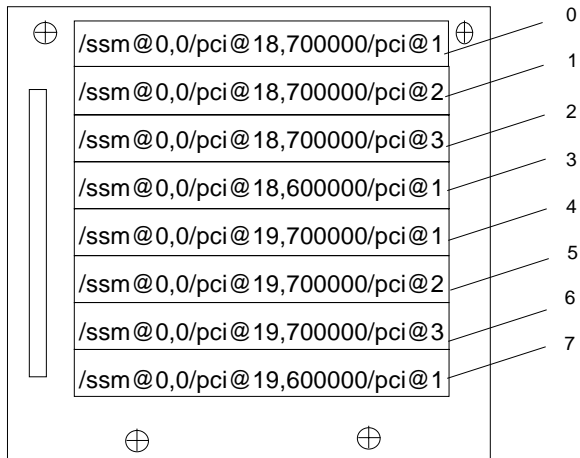 /ssm@0,0/pci@18,700000/pci@1 0
/ssm@0,0/pci@18,700000/pci@2 1
/ssm@0,0/pci@18,700000/pci@3 2
/ssm@0,0/pci@18,600000/pci@1 3
/ssm@0,0/pci@19,700000/pci@1 4
/ssm@0,0/pci@19,700000/pci@2 5
/ssm@0,0/pci@19,700000/pci@3 6
/ssm@0,0/pci@19,600000/pci@1 7